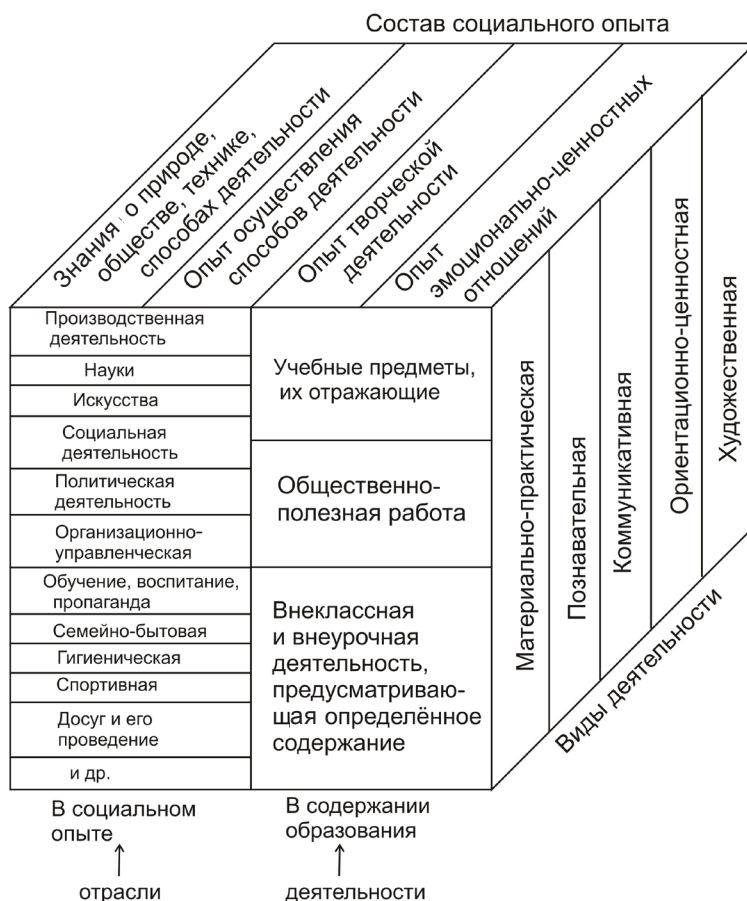 Состав социального опыта
Знания о природе,
обществе, технике,
способах деятельности
Опыт осуществления
способов деятельности
Опыт творческой
деятельности
Опыт
эмоционально-ценностных
отношений
Производственная
деятельность
Науки
Искусства
Социальная
деятельность
Политическая
деятельность
Организационно-
управленческая
Обучение, воспитание,
пропаганда
Семейно-бытовая
Гигиеническая
Спортивная
Досуг и его
проведение
и др.
Учебные предметы,
их отражающие
Общественно-
полезная работа
Внеклассная
и внеурочная
деятельность,
предусматриваю-
щая определённое
содержание
Материально-практическая
Познавательная
Коммуникативная
Ориентационно-ценностная
Художественная
Виды деятельности
В социальном
опыте
отрасли
В содержании
образования
деятельности